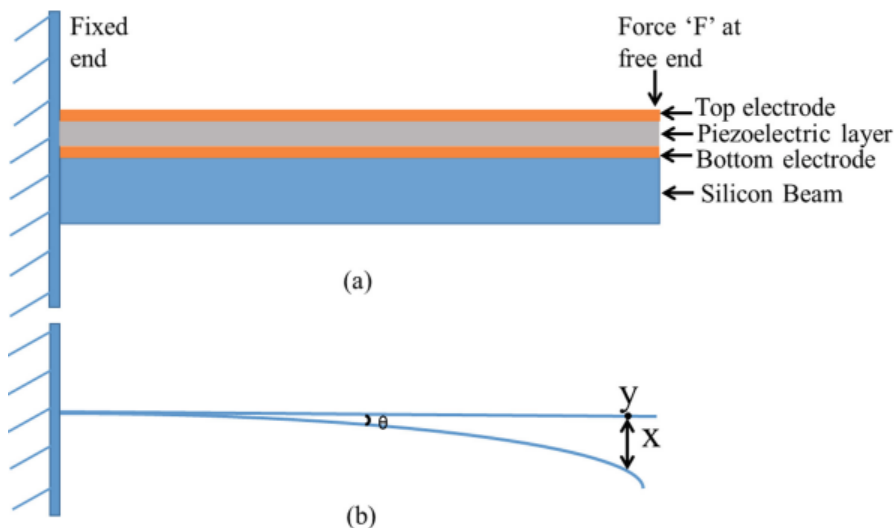 Fixed
end
Force ‘F’ at
free end
Top electrode
Piezoelectric layer
Bottom electrode
Silicon Beam
(a)
y
θ
x
(b)